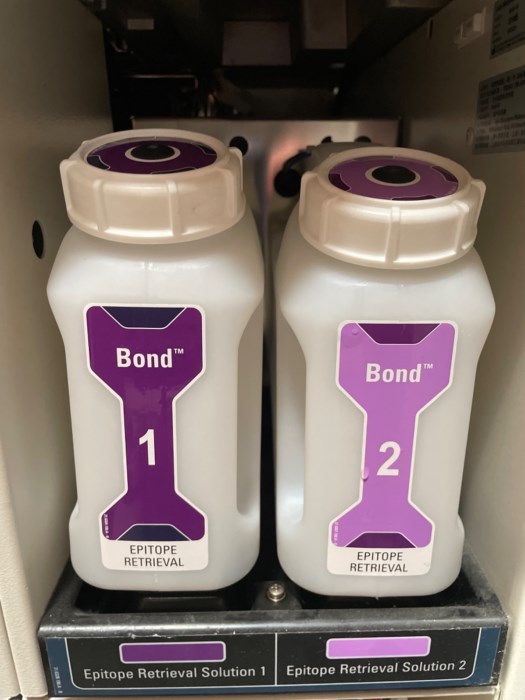 Bond™
1
EPITOPE
RETRIEVAL
Bond™
2
EPITOPE
RETRIEVAL
Epitope Retrieval Solution 1
Epitope Retrieval Solution 2